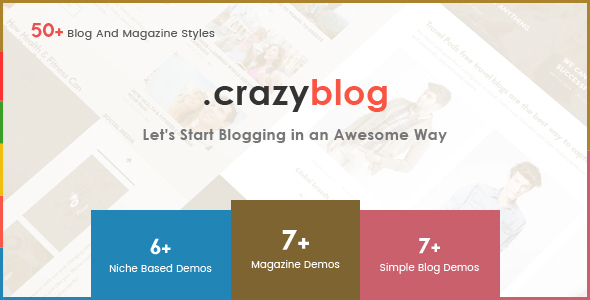 50+ Blog And Magazine Styles
.crazyblog
Let's Start Blogging in an Awesome Way
6+
Niche Based Demos
7+
Magazine Demos
7+
Simple Blog Demos